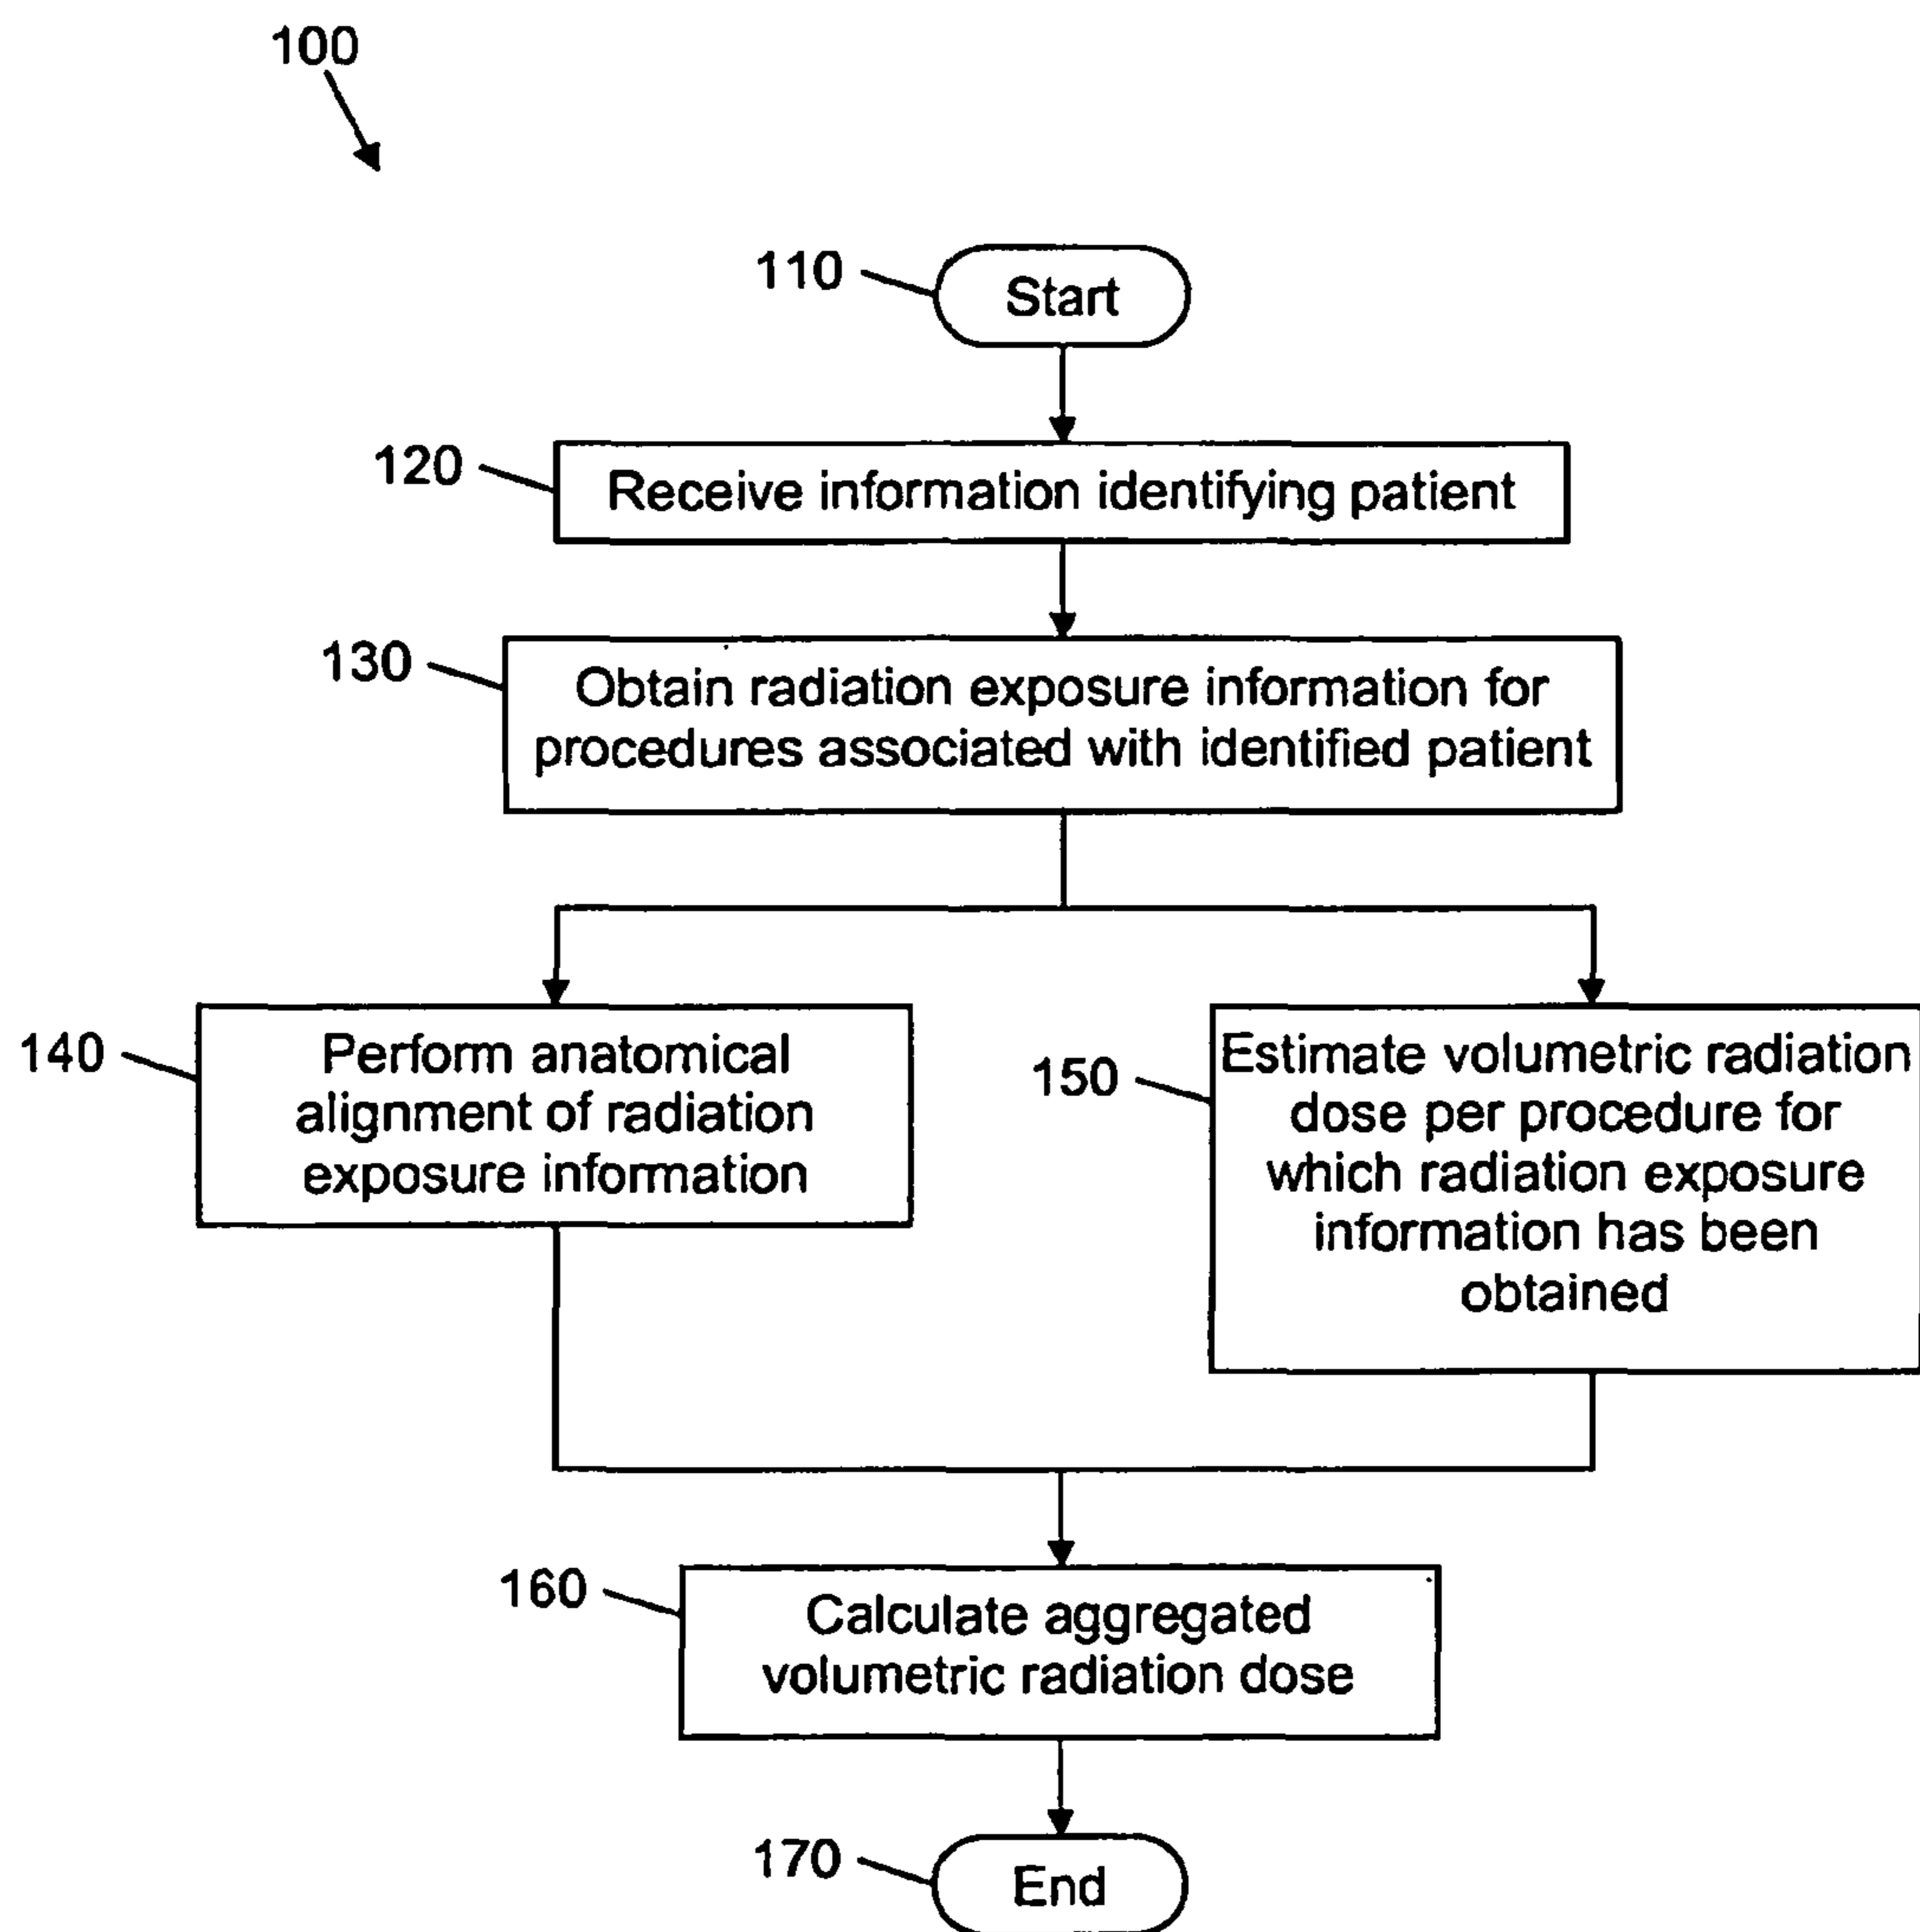 100
110
Start
120
Receive information identifying patient
130
Obtain radiation exposure information for
procedures associated with identified patient
140
Perform anatomical
alignment of radiation
exposure information
150
Estimate volumetric radiation
dose per procedure for
which radiation exposure
information has been
obtained
160
Calculate aggregated
volumetric radiation dose
170
End